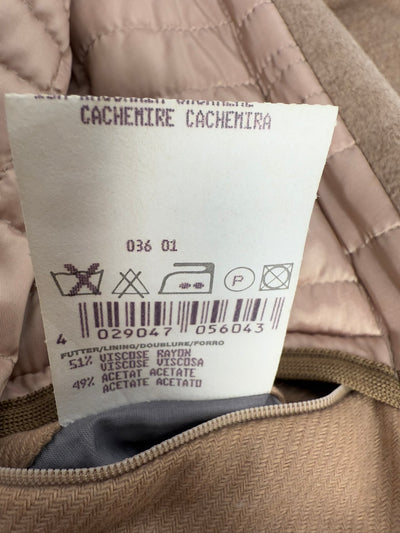 CACHEMIRE CACHEMIRA
036 01
P
4 029047 056043
FUTTER/LINING/DOUBLURE/FORRO
51% VISCOSE RAYON
VISCOSE VISCOSA
49% ACETAT ACETATE
ACETATE ACETATO